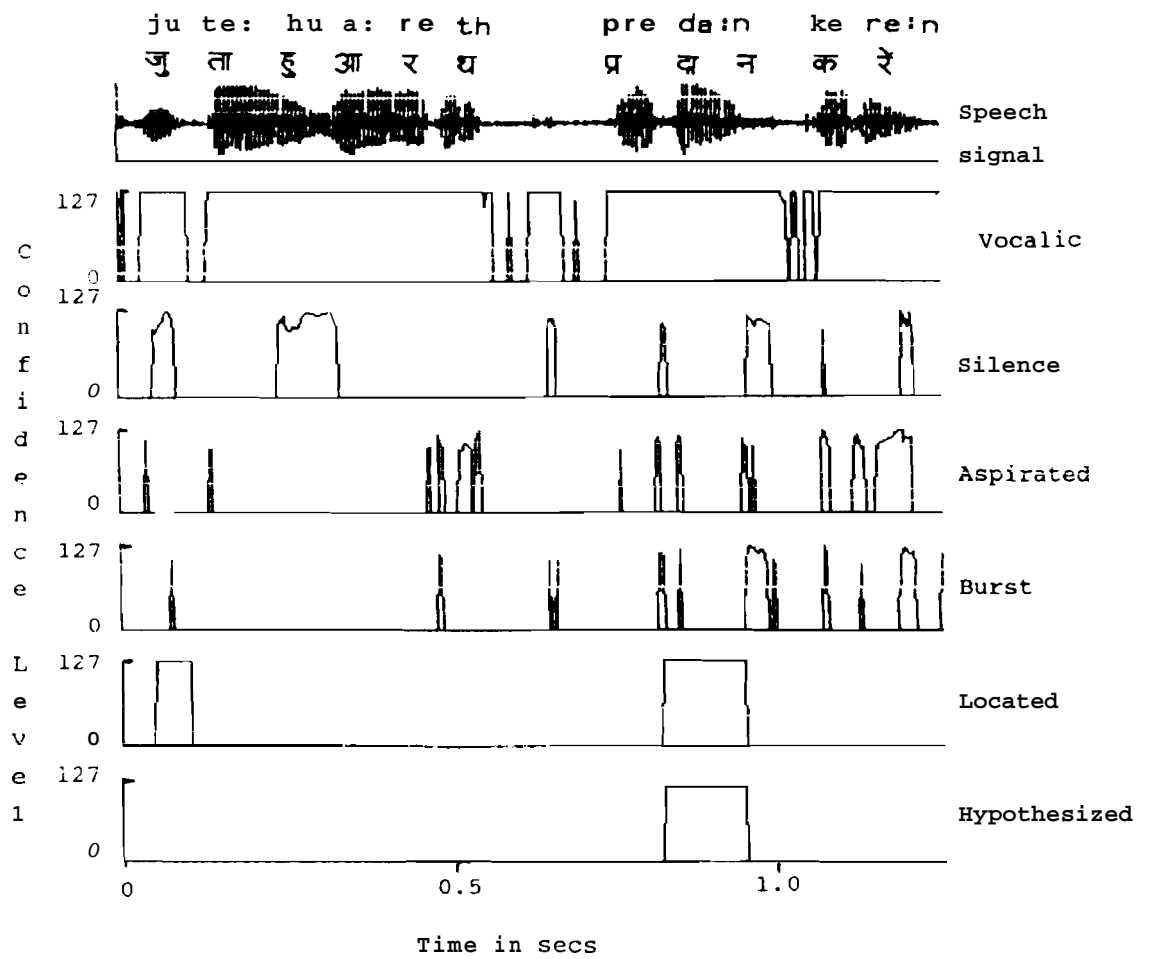 ju te: hu a: re th pre da:n ke re:n
जु ता हु आ र थ प्र दा न क रें
Speech
signal
127
0
Vocalic
127
0
Silence
127
0
Aspirated
127
0
Burst
127
0
Located
127
0
Hypothesized
Confidence Level
0 0.5 1.0
Time in secs